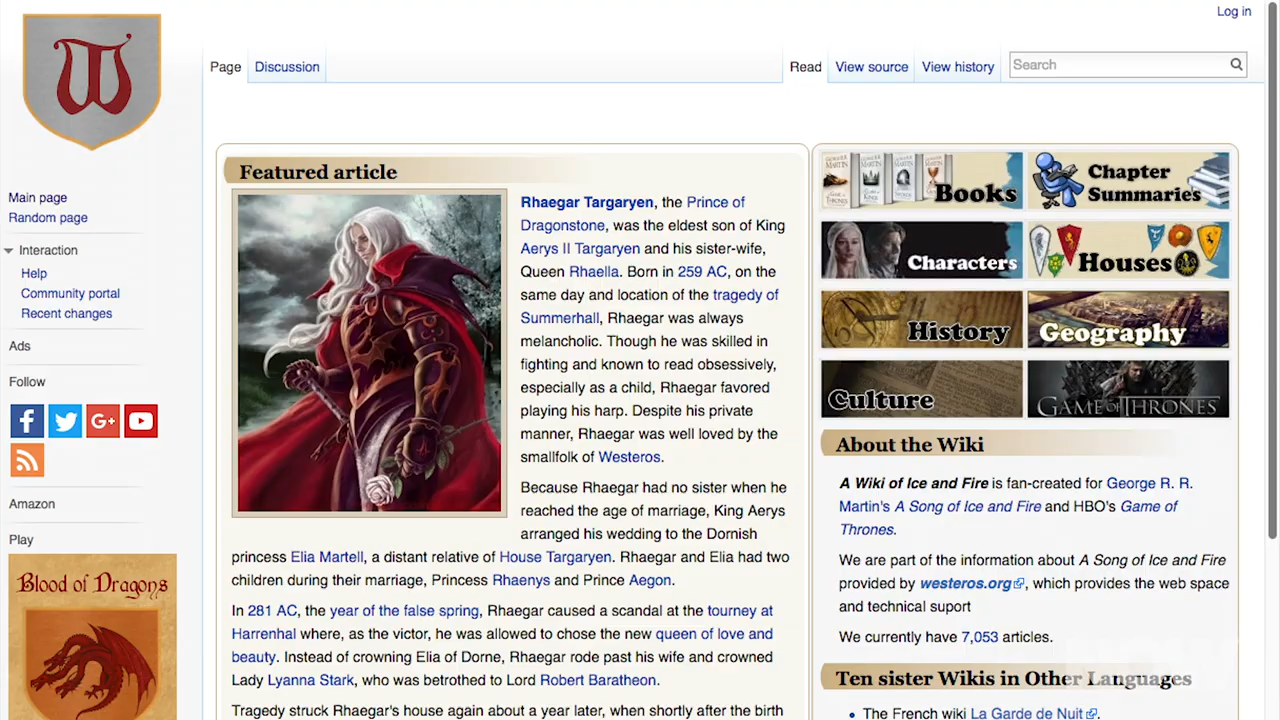 Log in
Page
Discussion
Read
View source
View history
Search
Main page
Random page
Interaction
Help
Community portal
Recent changes
Ads
Follow
Amazon
Play
Blood of Dragons
Featured article
Rhaegar Targaryen, the Prince of
Dragonstone, was the eldest son of King
Aerys II Targaryen and his sister-wife,
Queen Rhaella. Born in 259 AC, on the
same day and location of the tragedy of
Summerhall, Rhaegar was always
melancholic. Though he was skilled in
fighting and known to read obsessively,
especially as a child, Rhaegar favored
playing his harp. Despite his private
manner, Rhaegar was well loved by the
smallfolk of Westeros.
Because Rhaegar had no sister when he
reached the age of marriage, King Aerys
arranged his wedding to the Dornish
princess Elia Martell, a distant relative of House Targaryen. Rhaegar and Elia had two
children during their marriage, Princess Rhaenys and Prince Aegon.
In 281 AC, the year of the false spring, Rhaegar caused a scandal at the tourney at
Harrenhal where, as the victor, he was allowed to chose the new queen of love and
beauty. Instead of crowning Elia of Dorne, Rhaegar rode past his wife and crowned
Lady Lyanna Stark, who was betrothed to Lord Robert Baratheon.
Tragedy struck Rhaegar's house again about a year later, when shortly after the birth
Books
Chapter
Summaries
Characters
Houses
History
Geography
Culture
GAME OF THRONES
About the Wiki
A Wiki of Ice and Fire is fan-created for George R. R.
Martin's A Song of Ice and Fire and HBO's Game of
Thrones.
We are part of the information about A Song of Ice and Fire
provided by westeros.org, which provides the web space
and technical suport
We currently have 7,053 articles.
Ten sister Wikis in Other Languages
The French wiki La Garde de Nuit